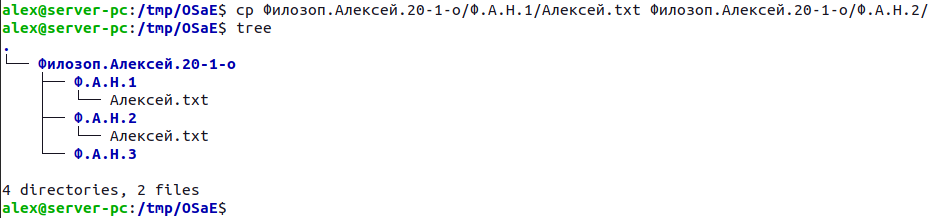 alex@server-pc:/tmp/OSaE$ cp Филозоп.Алексей.20-1-о/Ф.А.Н.1/Алексей.txt Филозоп.Алексей.20-1-о/Ф.А.Н.2/
alex@server-pc:/tmp/OSaE$ tree
.
└── Филозоп.Алексей.20-1-о
    ├── Ф.А.Н.1
    │   └── Алексей.txt
    ├── Ф.А.Н.2
    │   └── Алексей.txt
    └── Ф.А.Н.3
4 directories, 2 files
alex@server-pc:/tmp/OSaE$